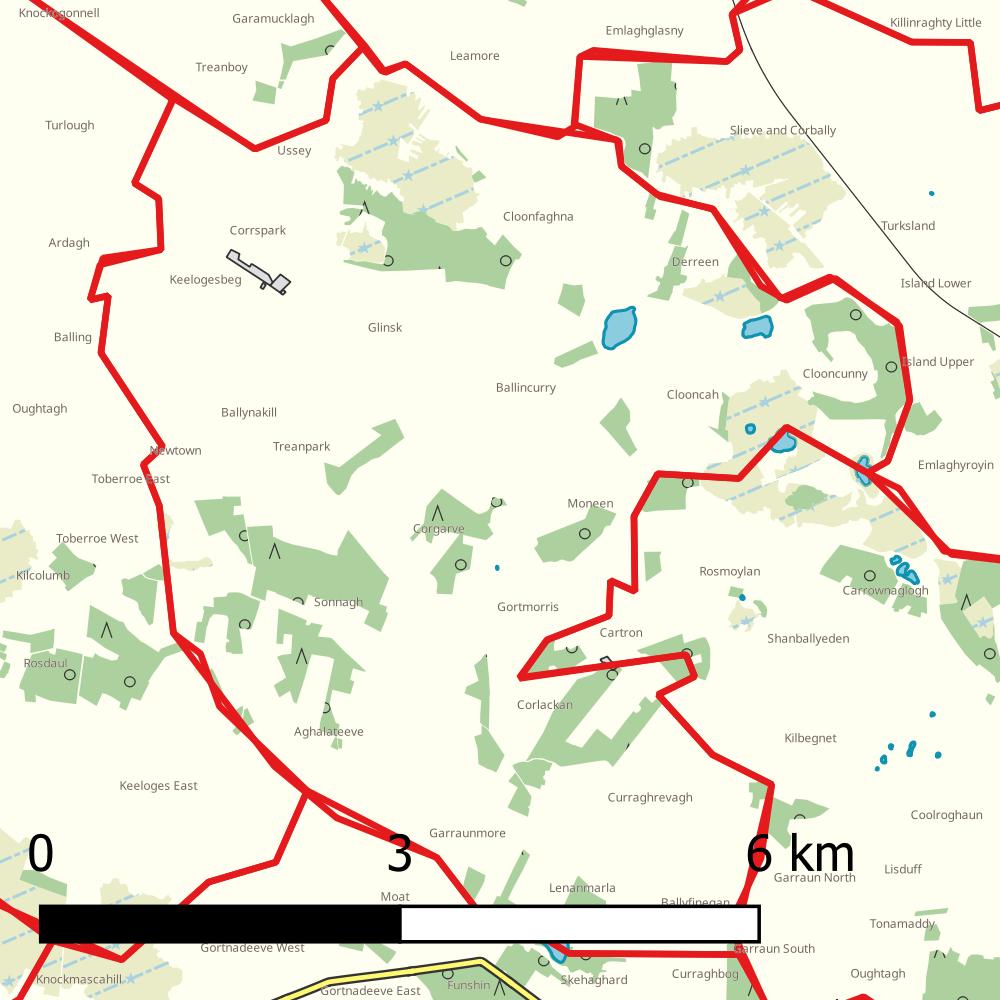 Knockogonnell
Garamucklagh
Killinraghty Little
Emlaghglasny
Leamore
Treanboy
Turlough
Slieve and Corbally
Ussey
Cloonfaghna
Turksland
Corrspark
Ardagh
Derreen
Keelogesbeg
Island Lower
Glinsk
Balling
Island Upper
Clooncunny
Ballincurry
Clooncah
Oughtagh
Ballynakill
Treanpark
Newtown
Emlaghyroyin
Toberroe East
Moneen
Corgarve
Toberroe West
Rosmoylan
Kilcolumb
Carrownaglogh
Sonnagh
Gortmorris
Cartron
Shanballyeden
Rosdaul
Corlackan
Aghalateeve
Kilbegnet
Keeloges East
Curraghrevagh
Coolroghan
Garraunmore
0 3 6 km
Lisduff
Garraun North
Lenanmarla
Moat
Ballyfinegan
Tonamaddy
Gortnadeeve West
Garraun South
Knockmascahill
Skehaghard
Curraghbog
Oughtagh
Funshin
Gortnadeeve East